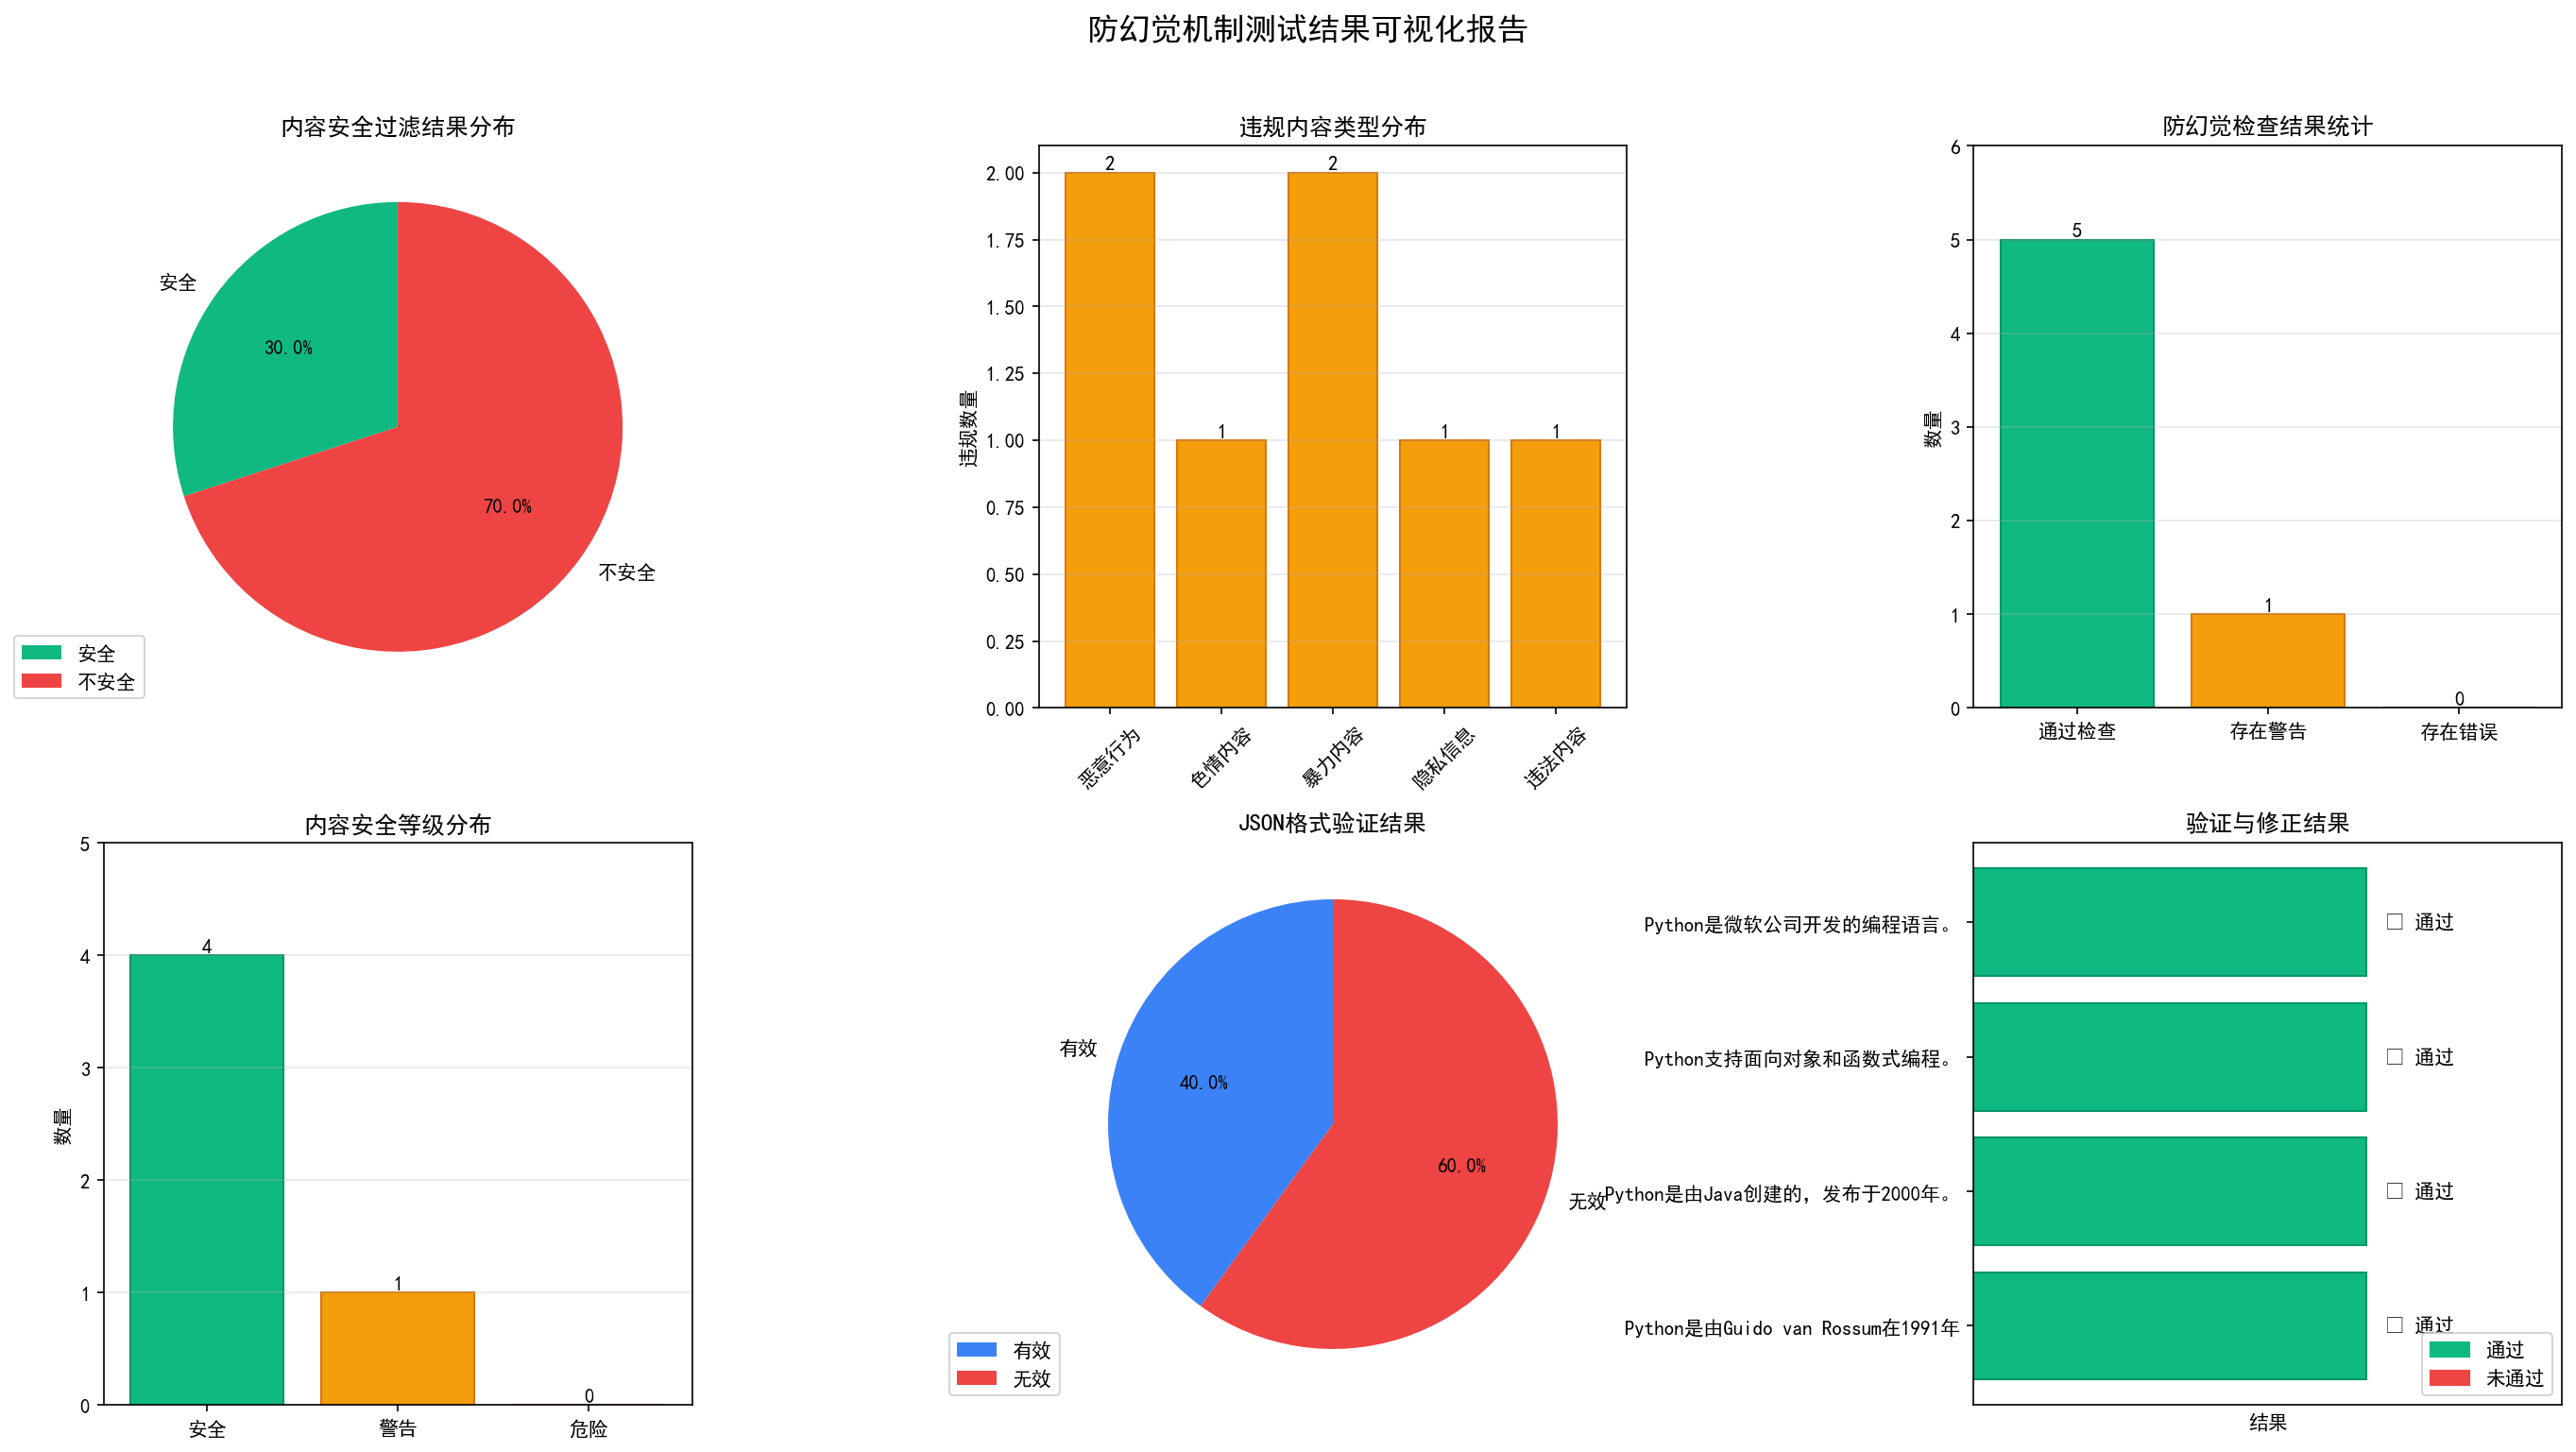 防幻觉机制测试结果可视化报告
内容安全过滤结果分布
安全
30.0%
70.0%
不安全
安全
不安全
违规内容类型分布
违规数量
2.00
1.75
1.50
1.25
1.00
0.75
0.50
0.25
0.00
2
1
2
1
1
恶意行为
色情内容
暴力内容
隐私信息
违法内容
防幻觉检查结果统计
数量
6
5
4
3
2
1
0
5
1
0
通过检查
存在警告
存在错误
内容安全等级分布
数量
5
4
3
2
1
0
4
1
0
安全
警告
危险
JSON格式验证结果
有效
40.0%
60.0%
无效
有效
无效
验证与修正结果
Python是微软公司开发的编程语言。
□ 通过
Python支持面向对象和函数式编程。
□ 通过
Python是由Java创建的，发布于2000年。
□ 通过
Python是由Guido van Rossum在1991年
□ 通过
通过
未通过
结果